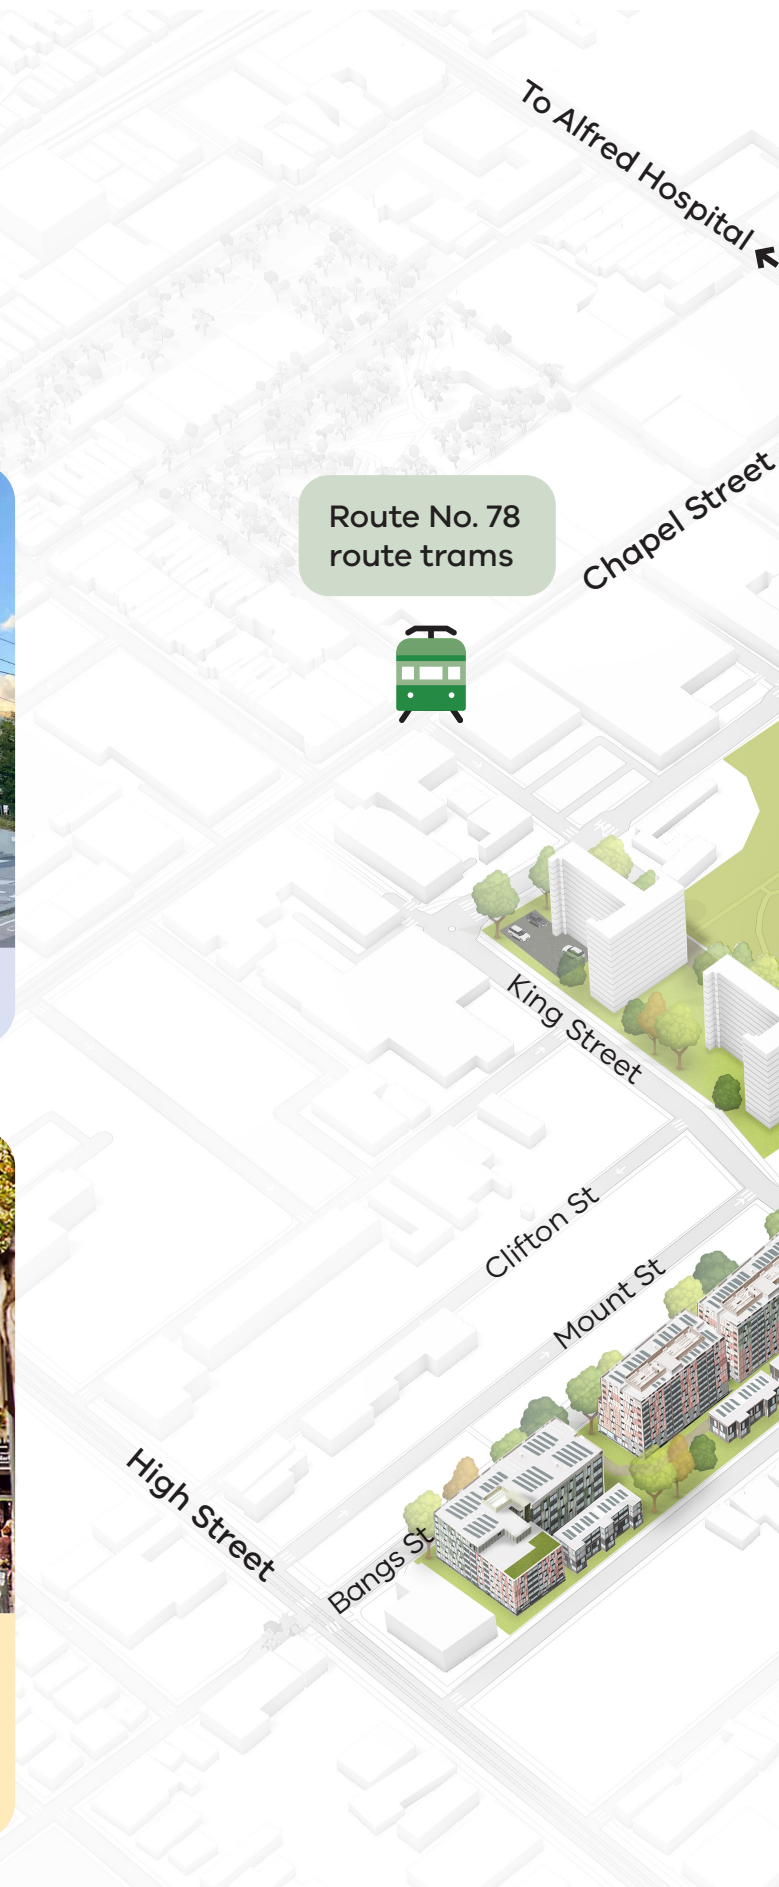 To Alfred Hospital
Chapel Street
Route No. 78
route trams
King Street
Clifton St
Mount St
High Street
Bangs St